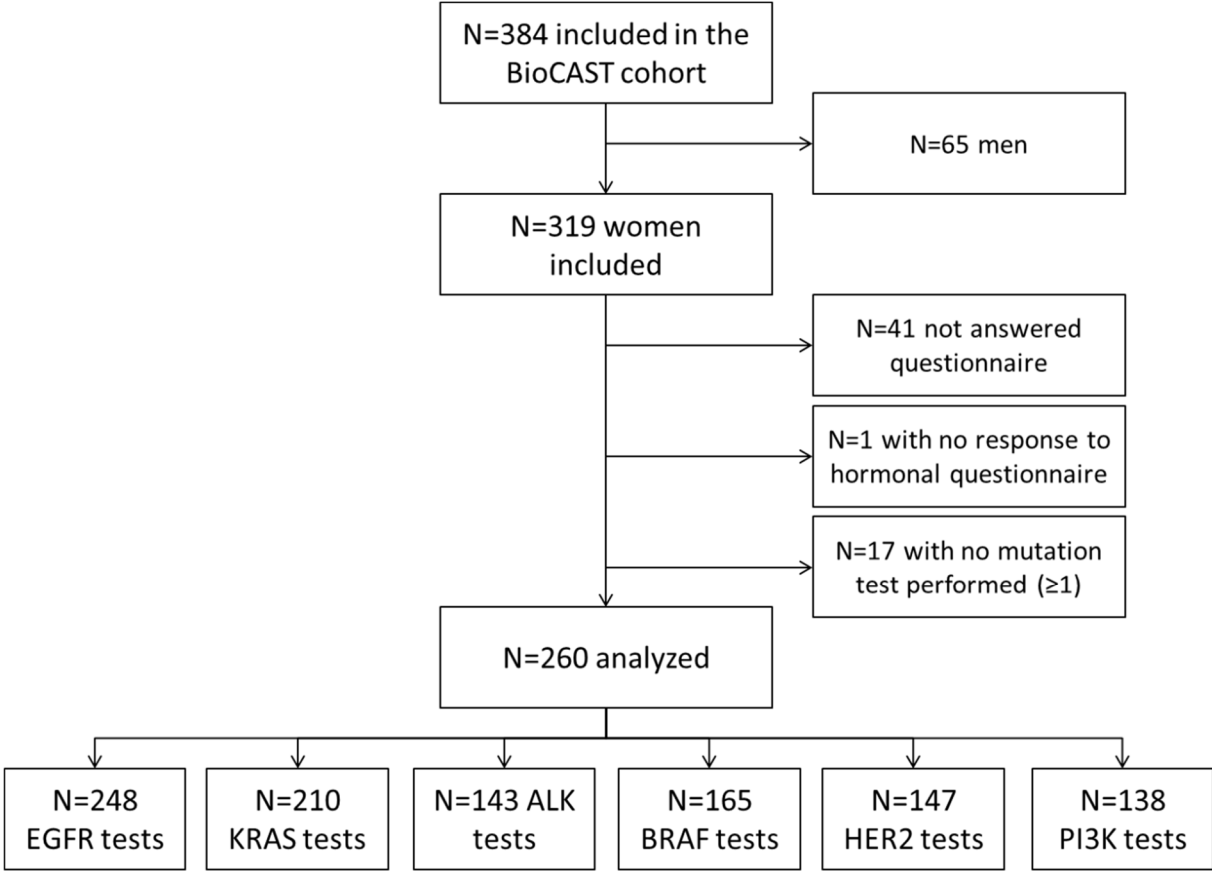 N=384 included in the
BioCAST cohort
N=65 men
N=319 women
included
N=41 not answered
questionnaire
N=1 with no response to
hormonal questionnaire
N=17 with no mutation
test performed (≥1)
N=260 analyzed
N=248
EGFR tests
N=210
KRAS tests
N=143 ALK
tests
N=165
BRAF tests
N=147
HER2 tests
N=138
PI3K tests